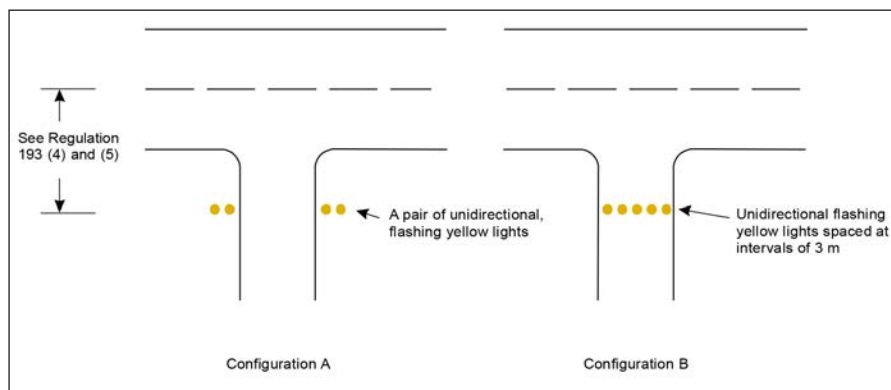 See Regulation
193 (4) and (5)
A pair of unidirectional,
flashing yellow lights
Unidirectional flashing
yellow lights spaced at
intervals of 3 m
Configuration A
Configuration B